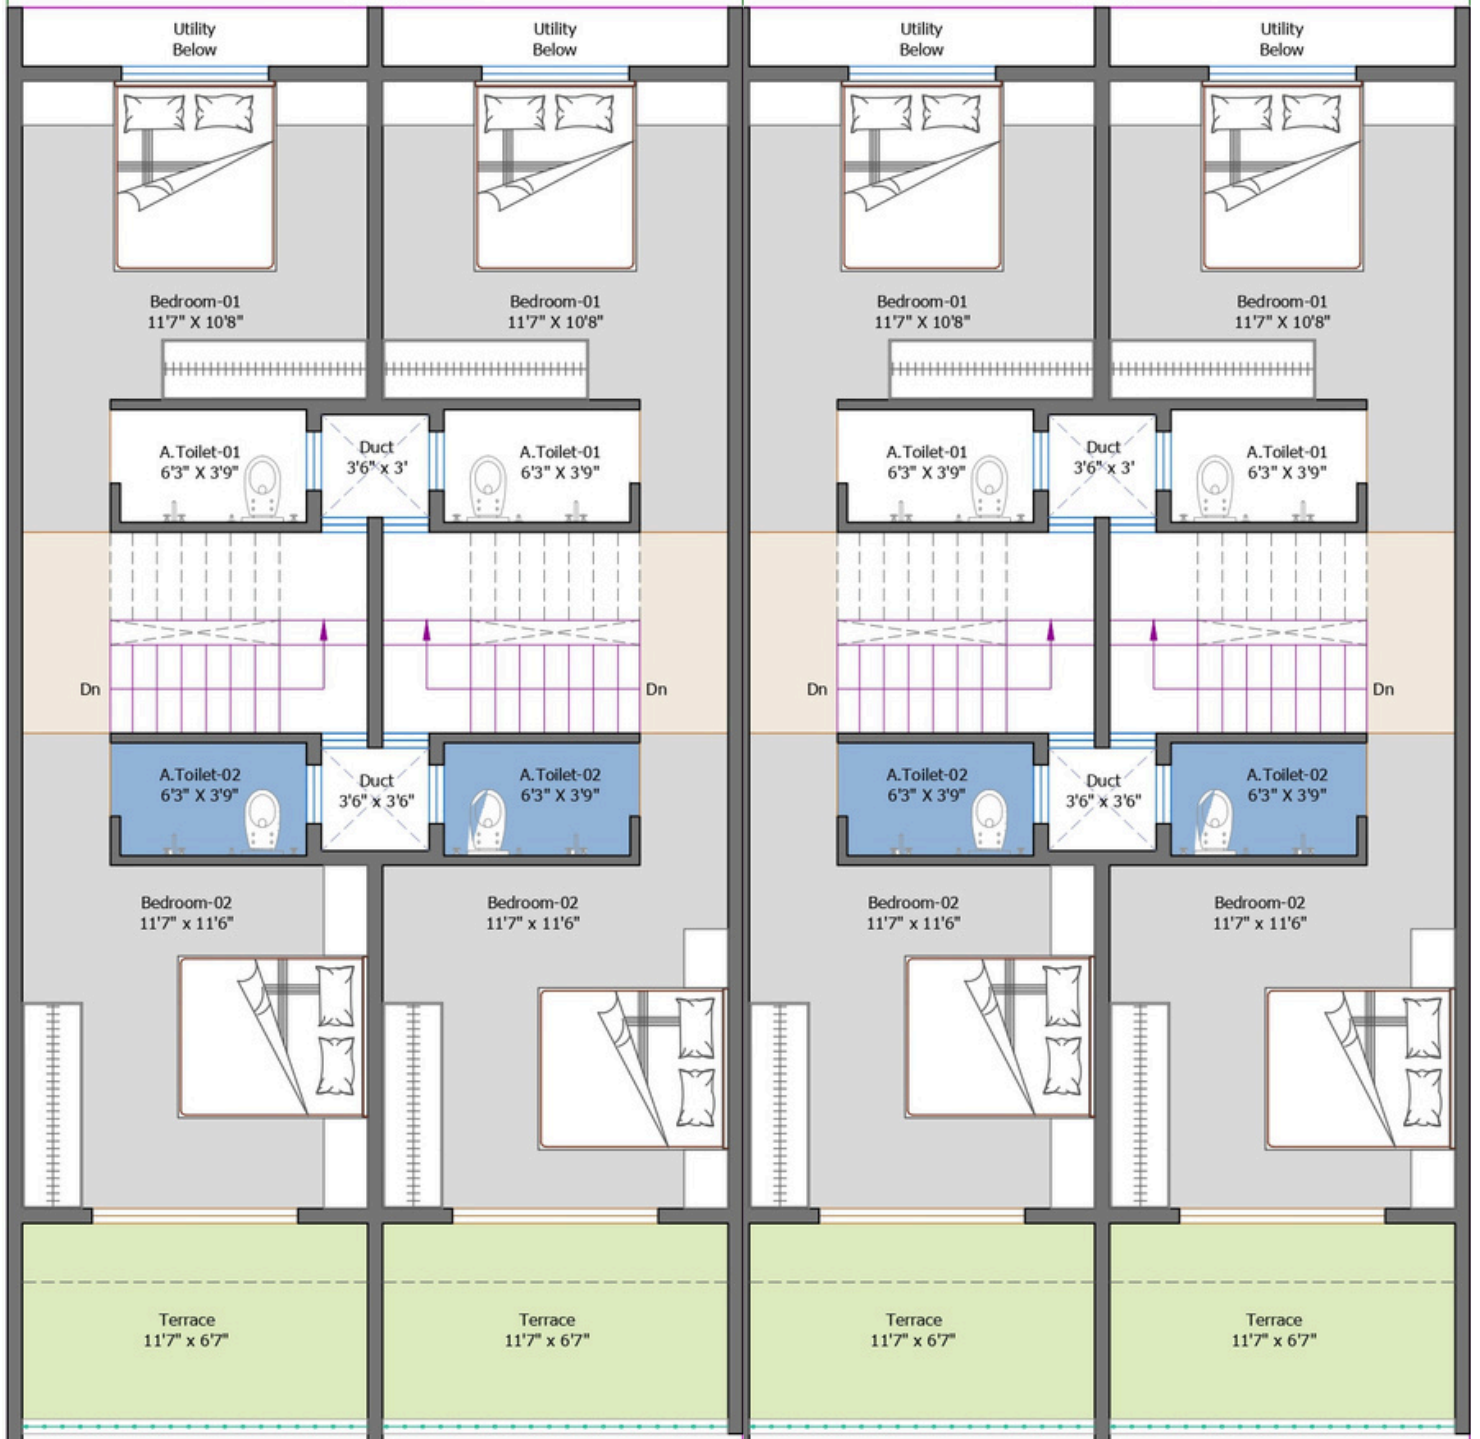 Utility
Below
Utility
Below
Utility
Below
Utility
Below
Bedroom-01
11'7" X 10'8"
Bedroom-01
11'7" X 10'8"
Bedroom-01
11'7" X 10'8"
Bedroom-01
11'7" X 10'8"
A.Toilet-01
6'3" X 3'9"
Duct
3'6" x 3'
A.Toilet-01
6'3" X 3'9"
A.Toilet-01
6'3" X 3'9"
Duct
3'6" x 3'
A.Toilet-01
6'3" X 3'9"
Dn
Dn
Dn
Dn
A.Toilet-02
6'3" X 3'9"
Duct
3'6" x 3'6"
A.Toilet-02
6'3" X 3'9"
A.Toilet-02
6'3" X 3'9"
Duct
3'6" x 3'6"
A.Toilet-02
6'3" X 3'9"
Bedroom-02
11'7" x 11'6"
Bedroom-02
11'7" x 11'6"
Bedroom-02
11'7" x 11'6"
Bedroom-02
11'7" x 11'6"
Terrace
11'7" x 6'7"
Terrace
11'7" x 6'7"
Terrace
11'7" x 6'7"
Terrace
11'7" x 6'7"